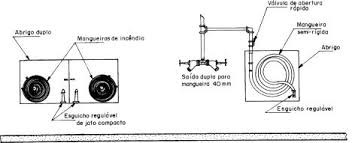 Abrigo duplo
Mangueiras de incêndio
Esguicho regulável
de jato compacto
Saída dupla para
mangueira 40 mm
Válvula de abertura
rápida
Mangueira
semi-rígida
Abrigo
Esguicho regulável